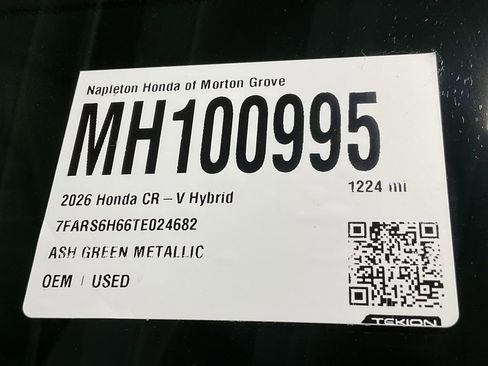 Napleton Honda of Morton Grove
MH100995
1224 mi
2026 Honda CR – V Hybrid
7FARS6H66TE024682
ASH GREEN METALLIC
OEM | USED
TEKION